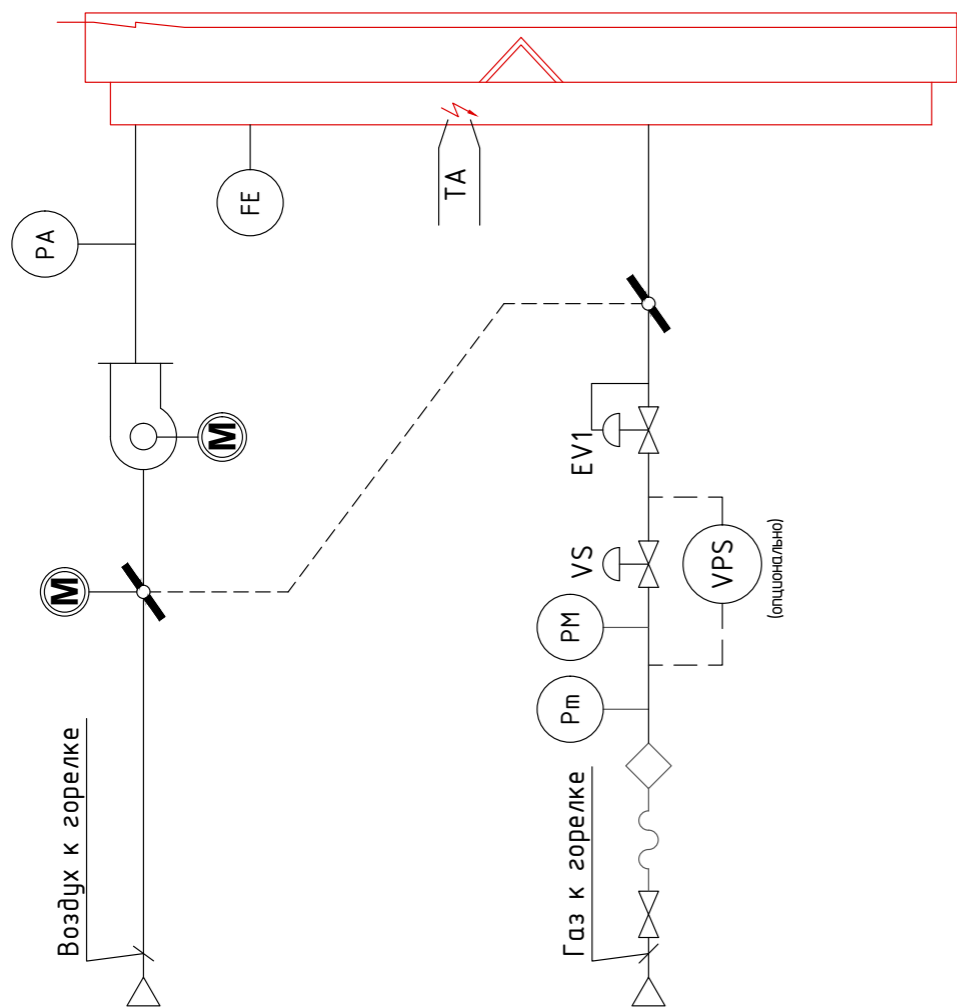 PA
FE
TA
M
M
EV1
VS
VPS
(опционально)
PM
Pm
Воздух к горелке
Газ к горелке